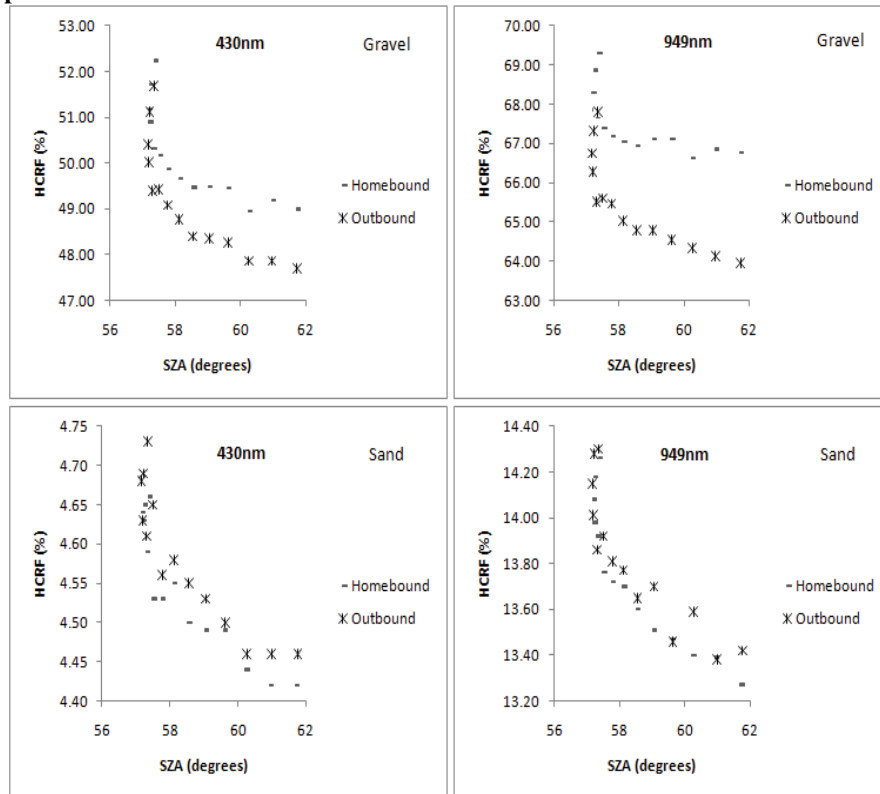 53.00
52.00
51.00
50.00
49.00
48.00
47.00
430nm
Gravel
HCRF (%)
Homebound
Outbound
56 58 60 62
SZA (degrees)
70.00
69.00
68.00
67.00
66.00
65.00
64.00
63.00
949nm
Gravel
HCRF (%)
Homebound
Outbound
56 58 60 62
SZA (degrees)
4.75
4.70
4.65
4.60
4.55
4.50
4.45
4.40
430nm
Sand
HCRF (%)
Homebound
Outbound
56 58 60 62
SZA (degrees)
14.40
14.20
14.00
13.80
13.60
13.40
13.20
949nm
Sand
HCRF (%)
Homebound
Outbound
56 58 60 62
SZA (degrees)